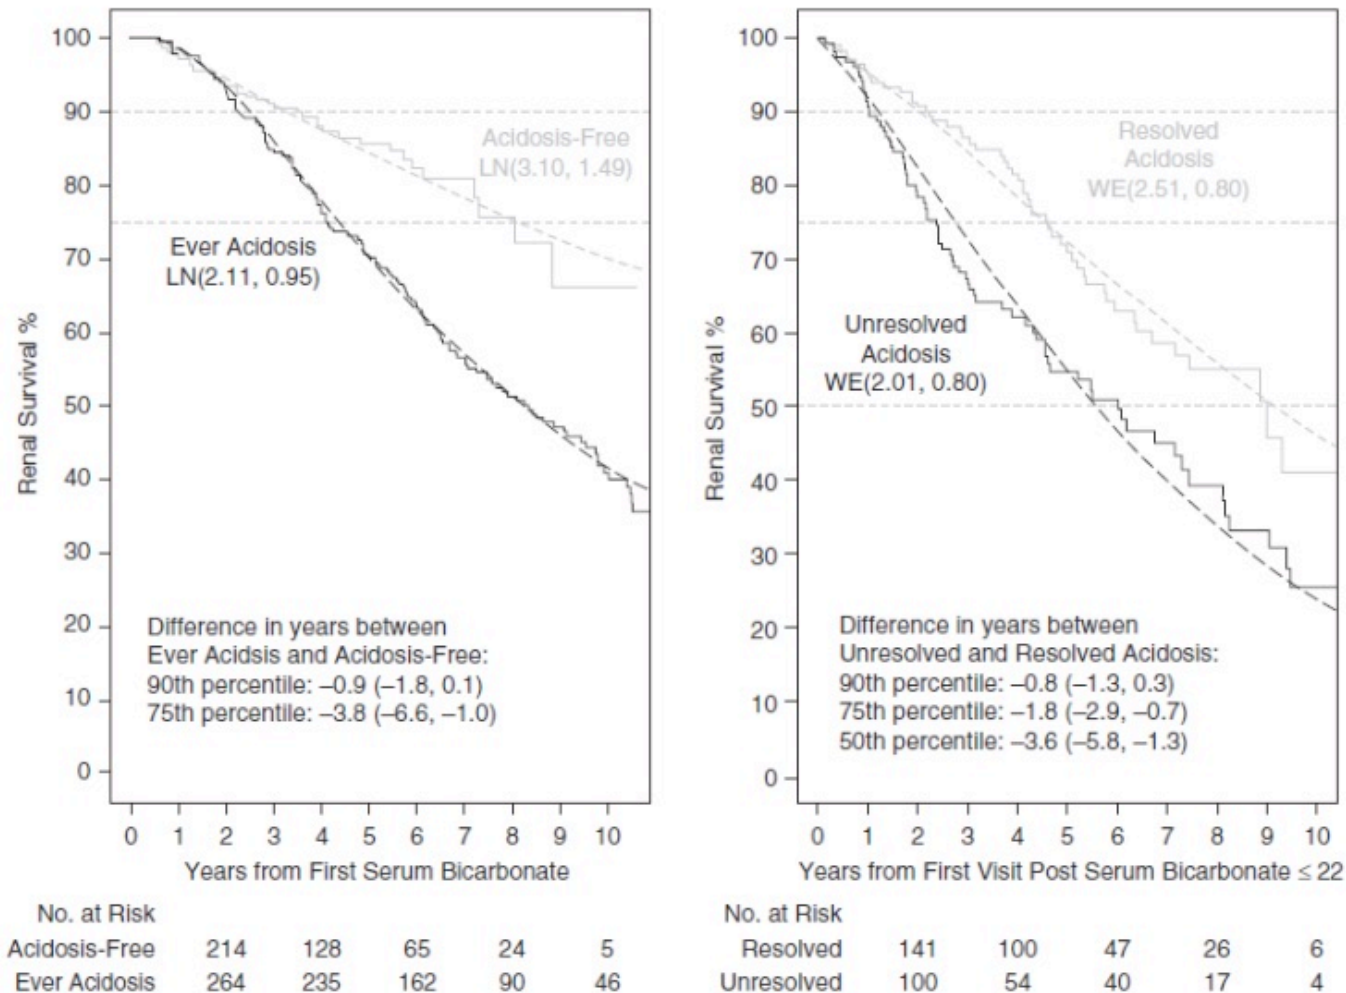 100
90
80
70
60
50
40
30
20
10
0
Renal Survival %
Acidosis-Free
LN(3.10, 1.49)
Ever Acidosis
LN(2.11, 0.95)
Difference in years between
Ever Acidsis and Acidosis-Free:
90th percentile: –0.9 (–1.8, 0.1)
75th percentile: –3.8 (–6.6, –1.0)
0 1 2 3 4 5 6 7 8 9 10
Years from First Serum Bicarbonate
No. at Risk
Acidosis-Free 214 128 65 24 5
Ever Acidosis 264 235 162 90 46
100
90
80
70
60
50
40
30
20
10
0
Renal Survival %
Resolved
Acidosis
WE(2.51, 0.80)
Unresolved
Acidosis
WE(2.01, 0.80)
Difference in years between
Unresolved and Resolved Acidosis:
90th percentile: –0.8 (–1.3, 0.3)
75th percentile: –1.8 (–2.9, –0.7)
50th percentile: –3.6 (–5.8, –1.3)
0 1 2 3 4 5 6 7 8 9 10
Years from First Visit Post Serum Bicarbonate ≤ 22
No. at Risk
Resolved 141 100 47 26 6
Unresolved 100 54 40 17 4